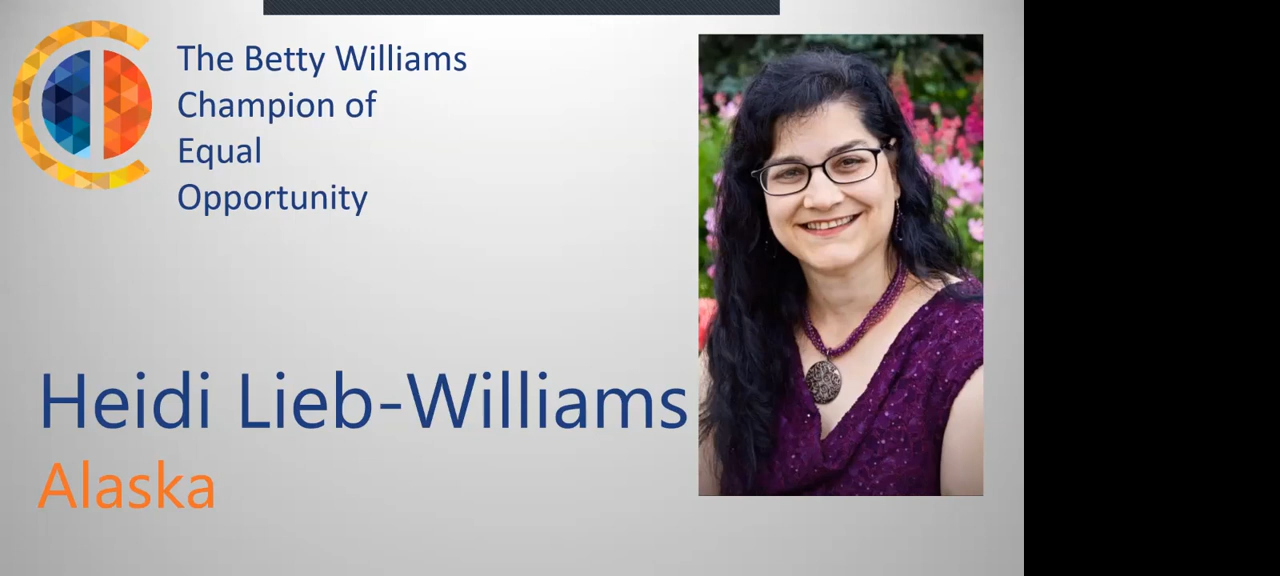 The Betty Williams
Champion of
Equal
Opportunity
Heidi Lieb-Williams
Alaska